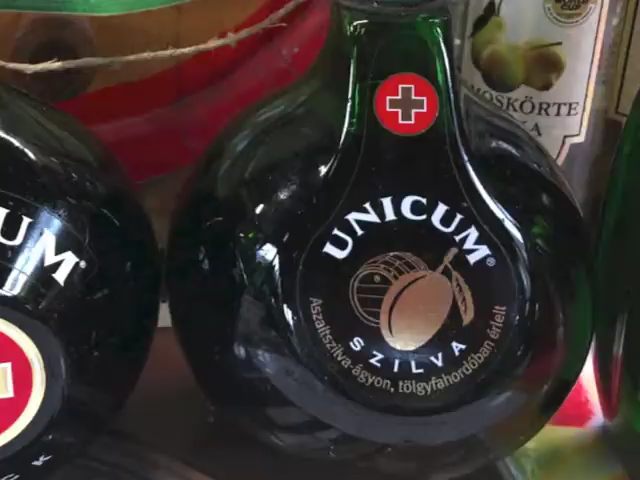 UNICUM®
SZILVA
Aszaltszilva-ágyon, tölgyfahordóban érlelt
UM®
MOSKÖRTE